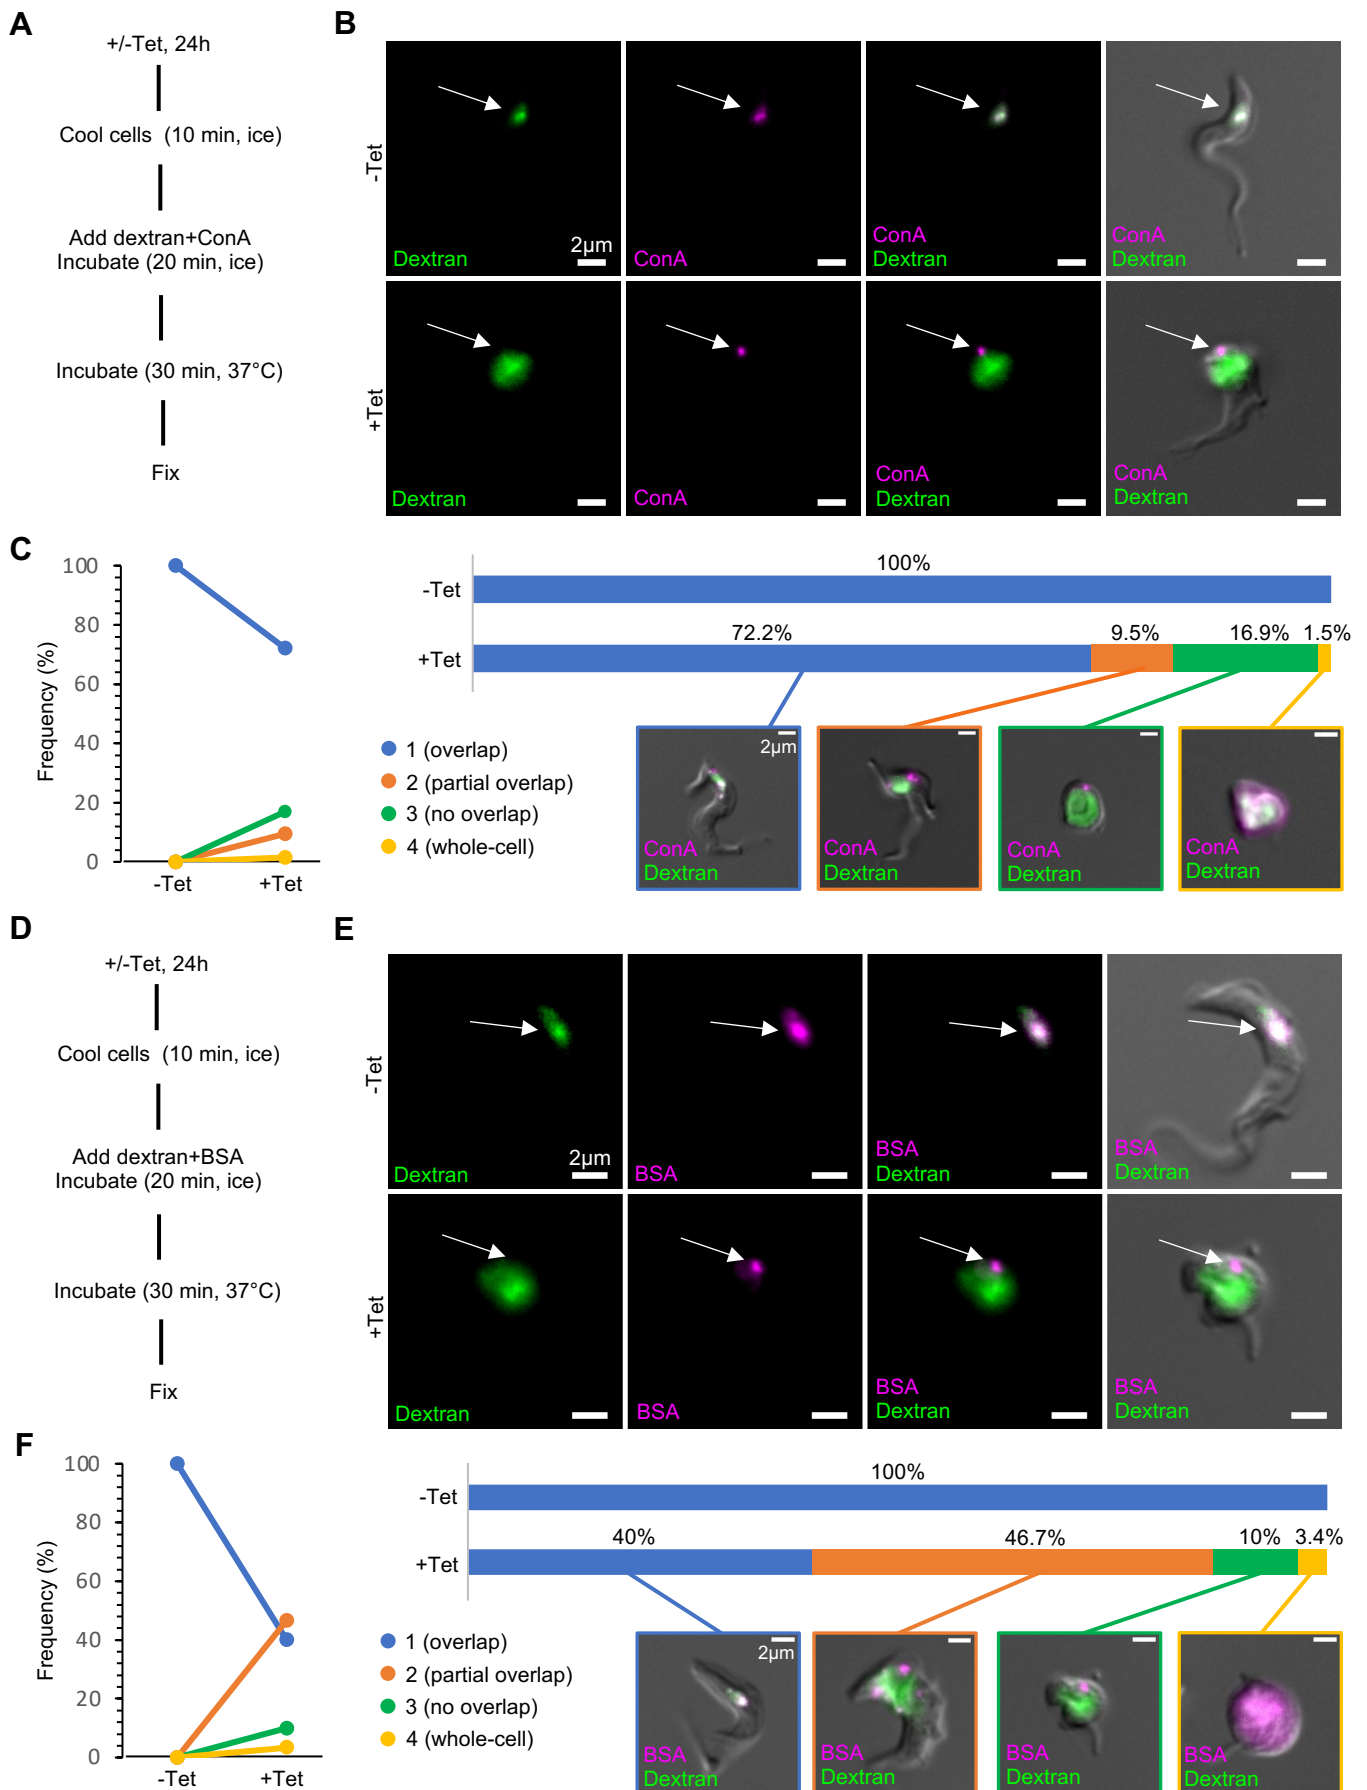 A
+/-Tet, 24h
Cool cells (10 min, ice)
Add dextran+ConA
Incubate (20 min, ice)
Incubate (30 min, 37°C)
Fix
B
-Tet
Dextran
2µm
ConA
ConA
Dextran
ConA
Dextran
+Tet
Dextran
ConA
ConA
Dextran
ConA
Dextran
C
Frequency (%)
100
80
60
40
20
0
-Tet
+Tet
1 (overlap)
2 (partial overlap)
3 (no overlap)
4 (whole-cell)
-Tet
100%
+Tet
72.2%
9.5%
16.9%
1.5%
2µm
ConA
Dextran
ConA
Dextran
ConA
Dextran
ConA
Dextran
D
+/-Tet, 24h
Cool cells (10 min, ice)
Add dextran+BSA
Incubate (20 min, ice)
Incubate (30 min, 37°C)
Fix
E
-Tet
Dextran
2µm
BSA
BSA
Dextran
BSA
Dextran
+Tet
Dextran
BSA
BSA
Dextran
BSA
Dextran
F
Frequency (%)
100
80
60
40
20
0
-Tet
+Tet
1 (overlap)
2 (partial overlap)
3 (no overlap)
4 (whole-cell)
-Tet
100%
+Tet
40%
46.7%
10%
3.4%
2µm
BSA
Dextran
BSA
Dextran
BSA
Dextran
BSA
Dextran